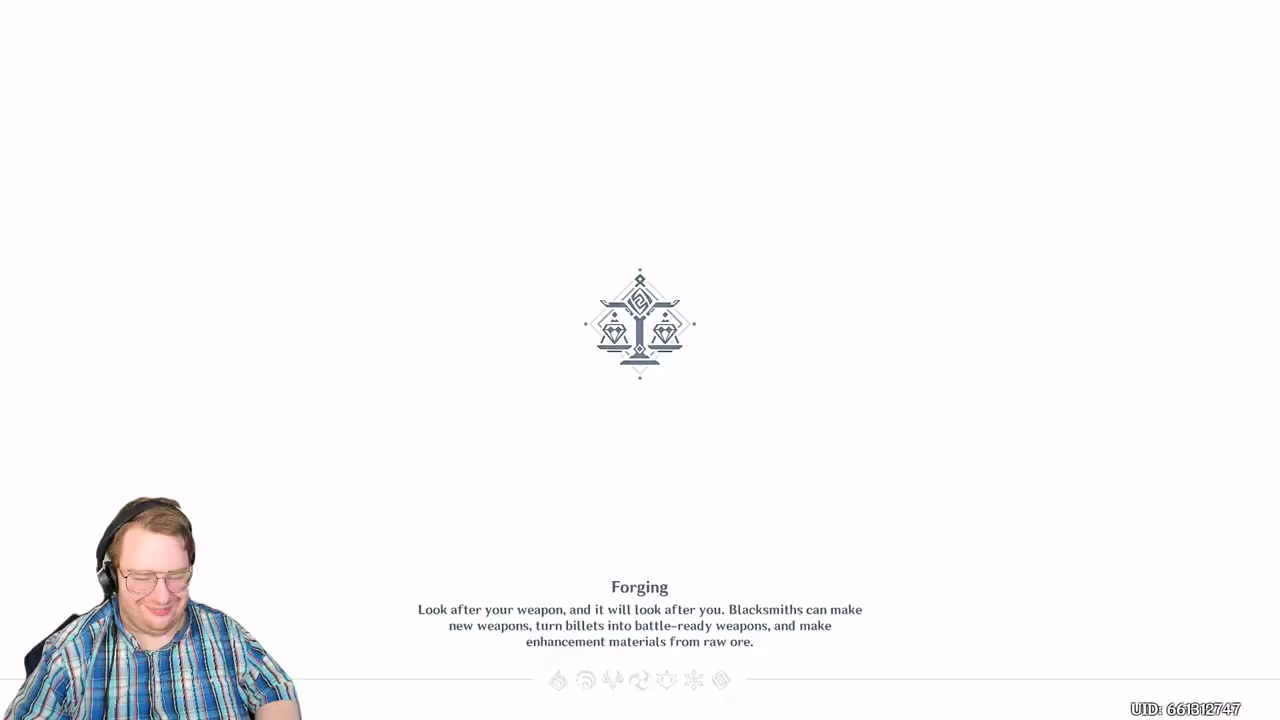 Forging
Look after your weapon, and it will look after you. Blacksmiths can make
new weapons, turn billets into battle-ready weapons, and make
enhancement materials from raw ore.
UID: 661312747